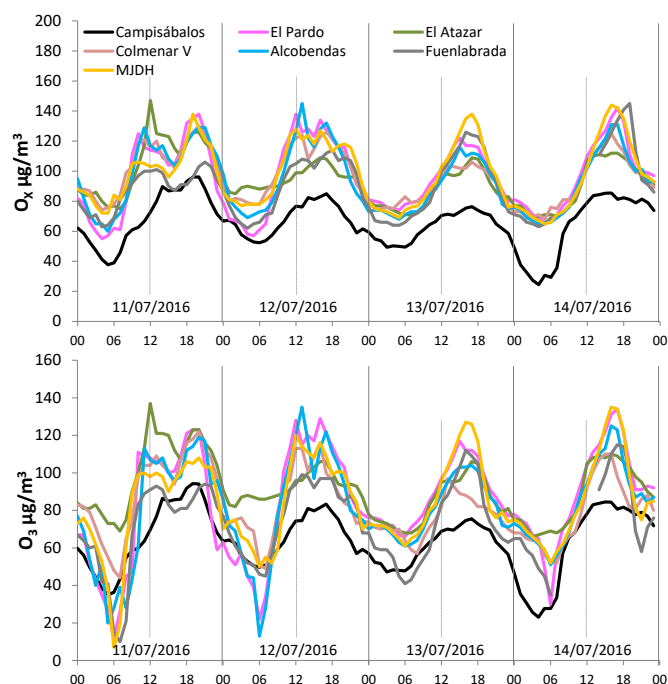 200
180
160
140
120
100
80
60
40
20
0
Oₓ µg/m³
Campisábalos
El Pardo
El Atazar
Colmenar V
Alcobendas
Fuenlabrada
MJDH
11/07/2016
12/07/2016
13/07/2016
14/07/2016
00 06 12 18 00 06 12 18 00 06 12 18 00 06 12 18 00
160
140
120
100
80
60
40
20
0
O₃ µg/m³
11/07/2016
12/07/2016
13/07/2016
14/07/2016
00 06 12 18 00 06 12 18 00 06 12 18 00 06 12 18 00